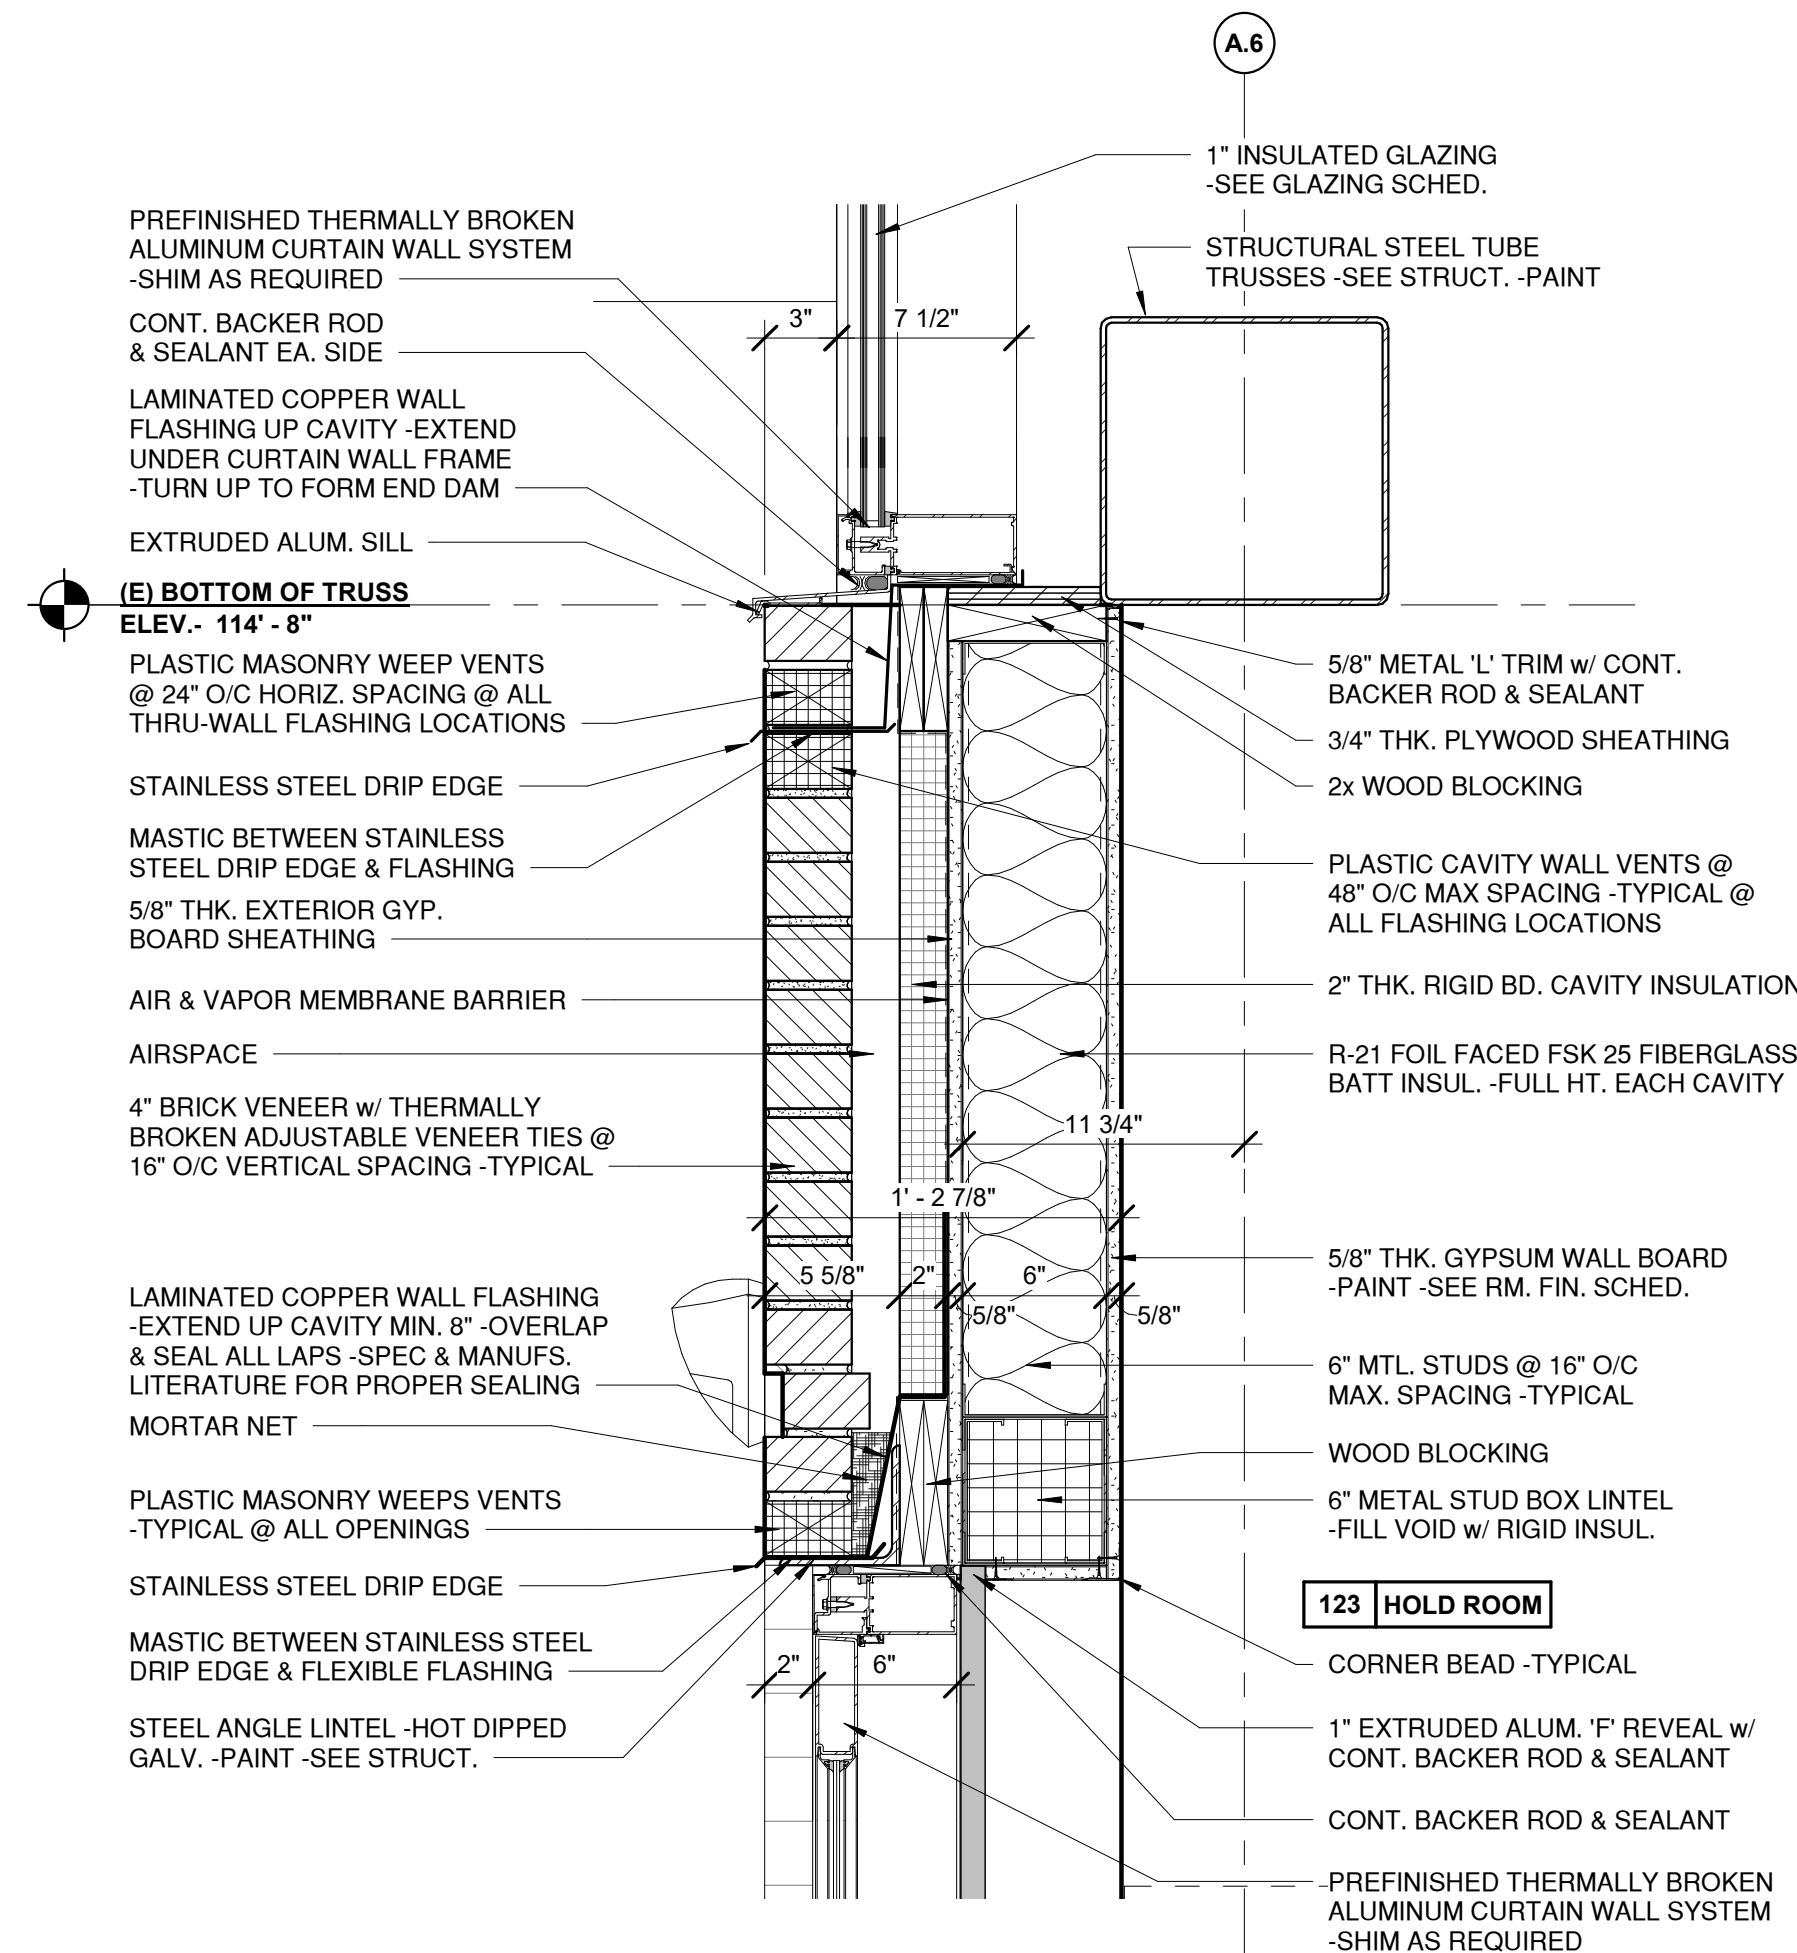 A.6
1" INSULATED GLAZING
-SEE GLAZING SCHED.
STRUCTURAL STEEL TUBE
TRUSSES -SEE STRUCT. -PAINT
PREFINISHED THERMALLY BROKEN
ALUMINUM CURTAIN WALL SYSTEM
-SHIM AS REQUIRED
CONT. BACKER ROD
& SEALANT EA. SIDE
LAMINATED COPPER WALL
FLASHING UP CAVITY -EXTEND
UNDER CURTAIN WALL FRAME
-TURN UP TO FORM END DAM
EXTRUDED ALUM. SILL
(E) BOTTOM OF TRUSS
ELEV.- 114' - 8"
PLASTIC MASONRY WEEP VENTS
@ 24" O/C HORIZ. SPACING @ ALL
THRU-WALL FLASHING LOCATIONS
STAINLESS STEEL DRIP EDGE
MASTIC BETWEEN STAINLESS
STEEL DRIP EDGE & FLASHING
5/8" THK. EXTERIOR GYP.
BOARD SHEATHING
AIR & VAPOR MEMBRANE BARRIER
AIRSPACE
4" BRICK VENEER w/ THERMALLY
BROKEN ADJUSTABLE VENEER TIES @
16" O/C VERTICAL SPACING -TYPICAL
LAMINATED COPPER WALL FLASHING
-EXTEND UP CAVITY MIN. 8" -OVERLAP
& SEAL ALL LAPS -SPEC & MANUFS.
LITERATURE FOR PROPER SEALING
MORTAR NET
PLASTIC MASONRY WEEPS VENTS
-TYPICAL @ ALL OPENINGS
STAINLESS STEEL DRIP EDGE
MASTIC BETWEEN STAINLESS STEEL
DRIP EDGE & FLEXIBLE FLASHING
STEEL ANGLE LINTEL -HOT DIPPED
GALV. -PAINT -SEE STRUCT.
3"
7 1/2"
11 3/4"
1' - 2 7/8"
5 5/8"
2"
6"
5/8"
5/8"
2"
6"
5/8" METAL 'L' TRIM w/ CONT.
BACKER ROD & SEALANT
3/4" THK. PLYWOOD SHEATHING
2x WOOD BLOCKING
PLASTIC CAVITY WALL VENTS @
48" O/C MAX SPACING -TYPICAL @
ALL FLASHING LOCATIONS
2" THK. RIGID BD. CAVITY INSULATION
R-21 FOIL FACED FSK 25 FIBERGLASS
BATT INSUL. -FULL HT. EACH CAVITY
5/8" THK. GYPSUM WALL BOARD
-PAINT -SEE RM. FIN. SCHED.
6" MTL. STUDS @ 16" O/C
MAX. SPACING -TYPICAL
WOOD BLOCKING
6" METAL STUD BOX LINTEL
-FILL VOID w/ RIGID INSUL.
123 HOLD ROOM
CORNER BEAD -TYPICAL
1" EXTRUDED ALUM. 'F' REVEAL w/
CONT. BACKER ROD & SEALANT
CONT. BACKER ROD & SEALANT
PREFINISHED THERMALLY BROKEN
ALUMINUM CURTAIN WALL SYSTEM
-SHIM AS REQUIRED